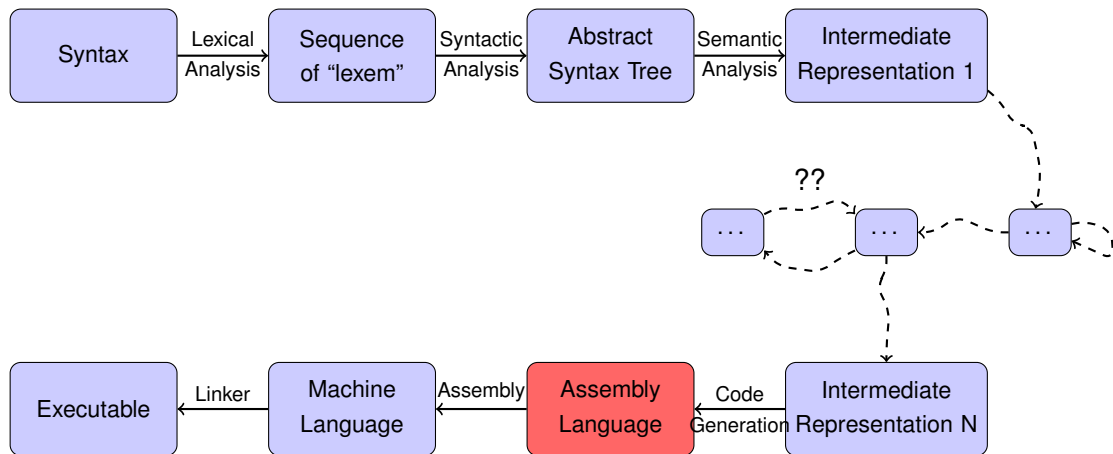 Syntax
Lexical
Analysis
Sequence
of “lexem”
Syntactic
Analysis
Abstract
Syntax Tree
Semantic
Analysis
Intermediate
Representation 1
??
...
...
...
Executable
Linker
Machine
Language
Assembly
Assembly
Language
Code
Generation
Intermediate
Representation N